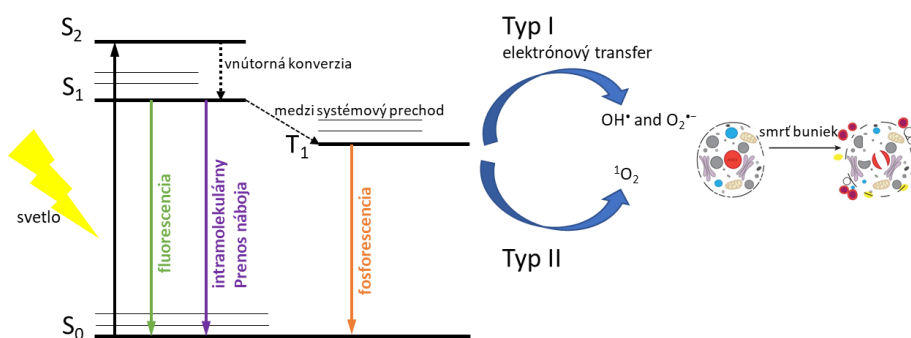 S2
vnútorná konverzia
S1
medzi systémový prechod
T1
svetlo
fluorescencia
intramolekulárny
Prenos náboja
fosforescencia
S0
Typ I
elektrónový transfer
OH• and O2•−
smrť buniek
1O2
Typ II